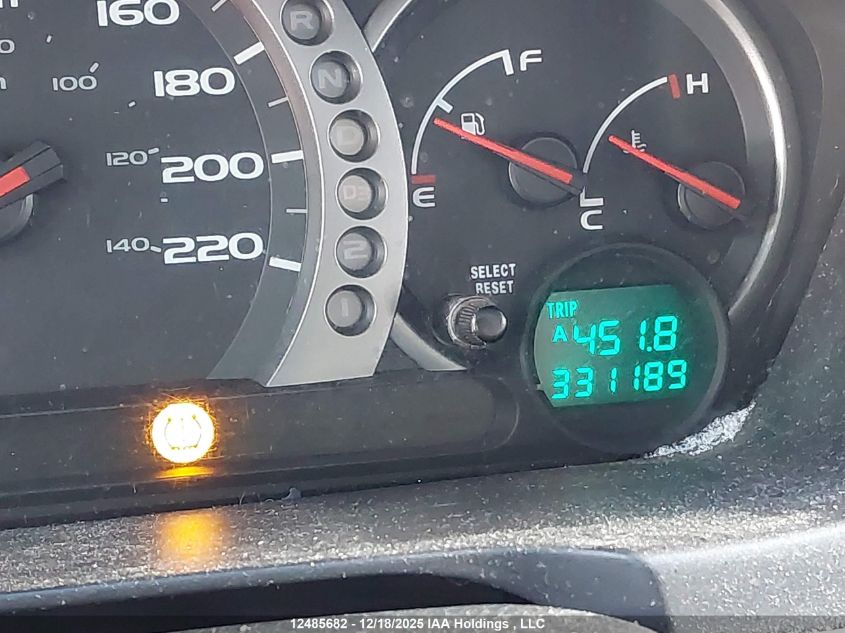 160
180
100
200
120
220
140
R
N
D
D3
2
1
F
E
H
C
SELECT
RESET
TRIP
A 451.8
331189
12485682 - 12/18/2025 IAA Holdings, LLC